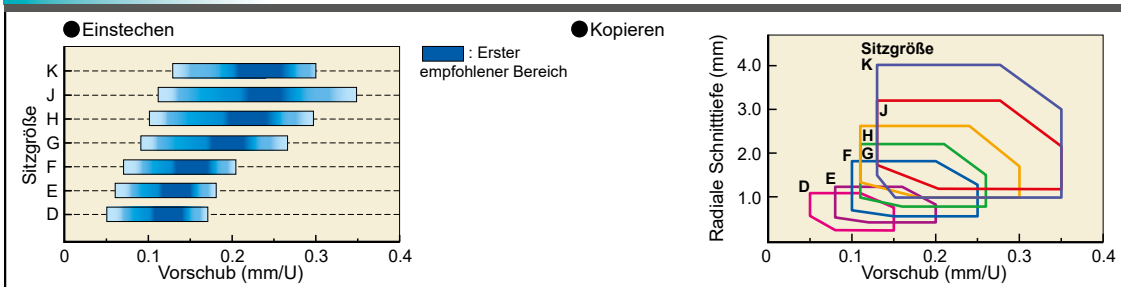 ●Einstechen
K
J
H
G
F
E
D
Sitzgröße
0
0.1
0.2
0.3
0.4
Vorschub (mm/U)
: Erster
empfohlener Bereich
●Kopieren
Radiale Schnitttiefe (mm)
4.0
3.0
2.0
1.0
Sitzgröße
K
J
H
G
F
E
D
0
0.1
0.2
0.3
0.4
Vorschub (mm/U)